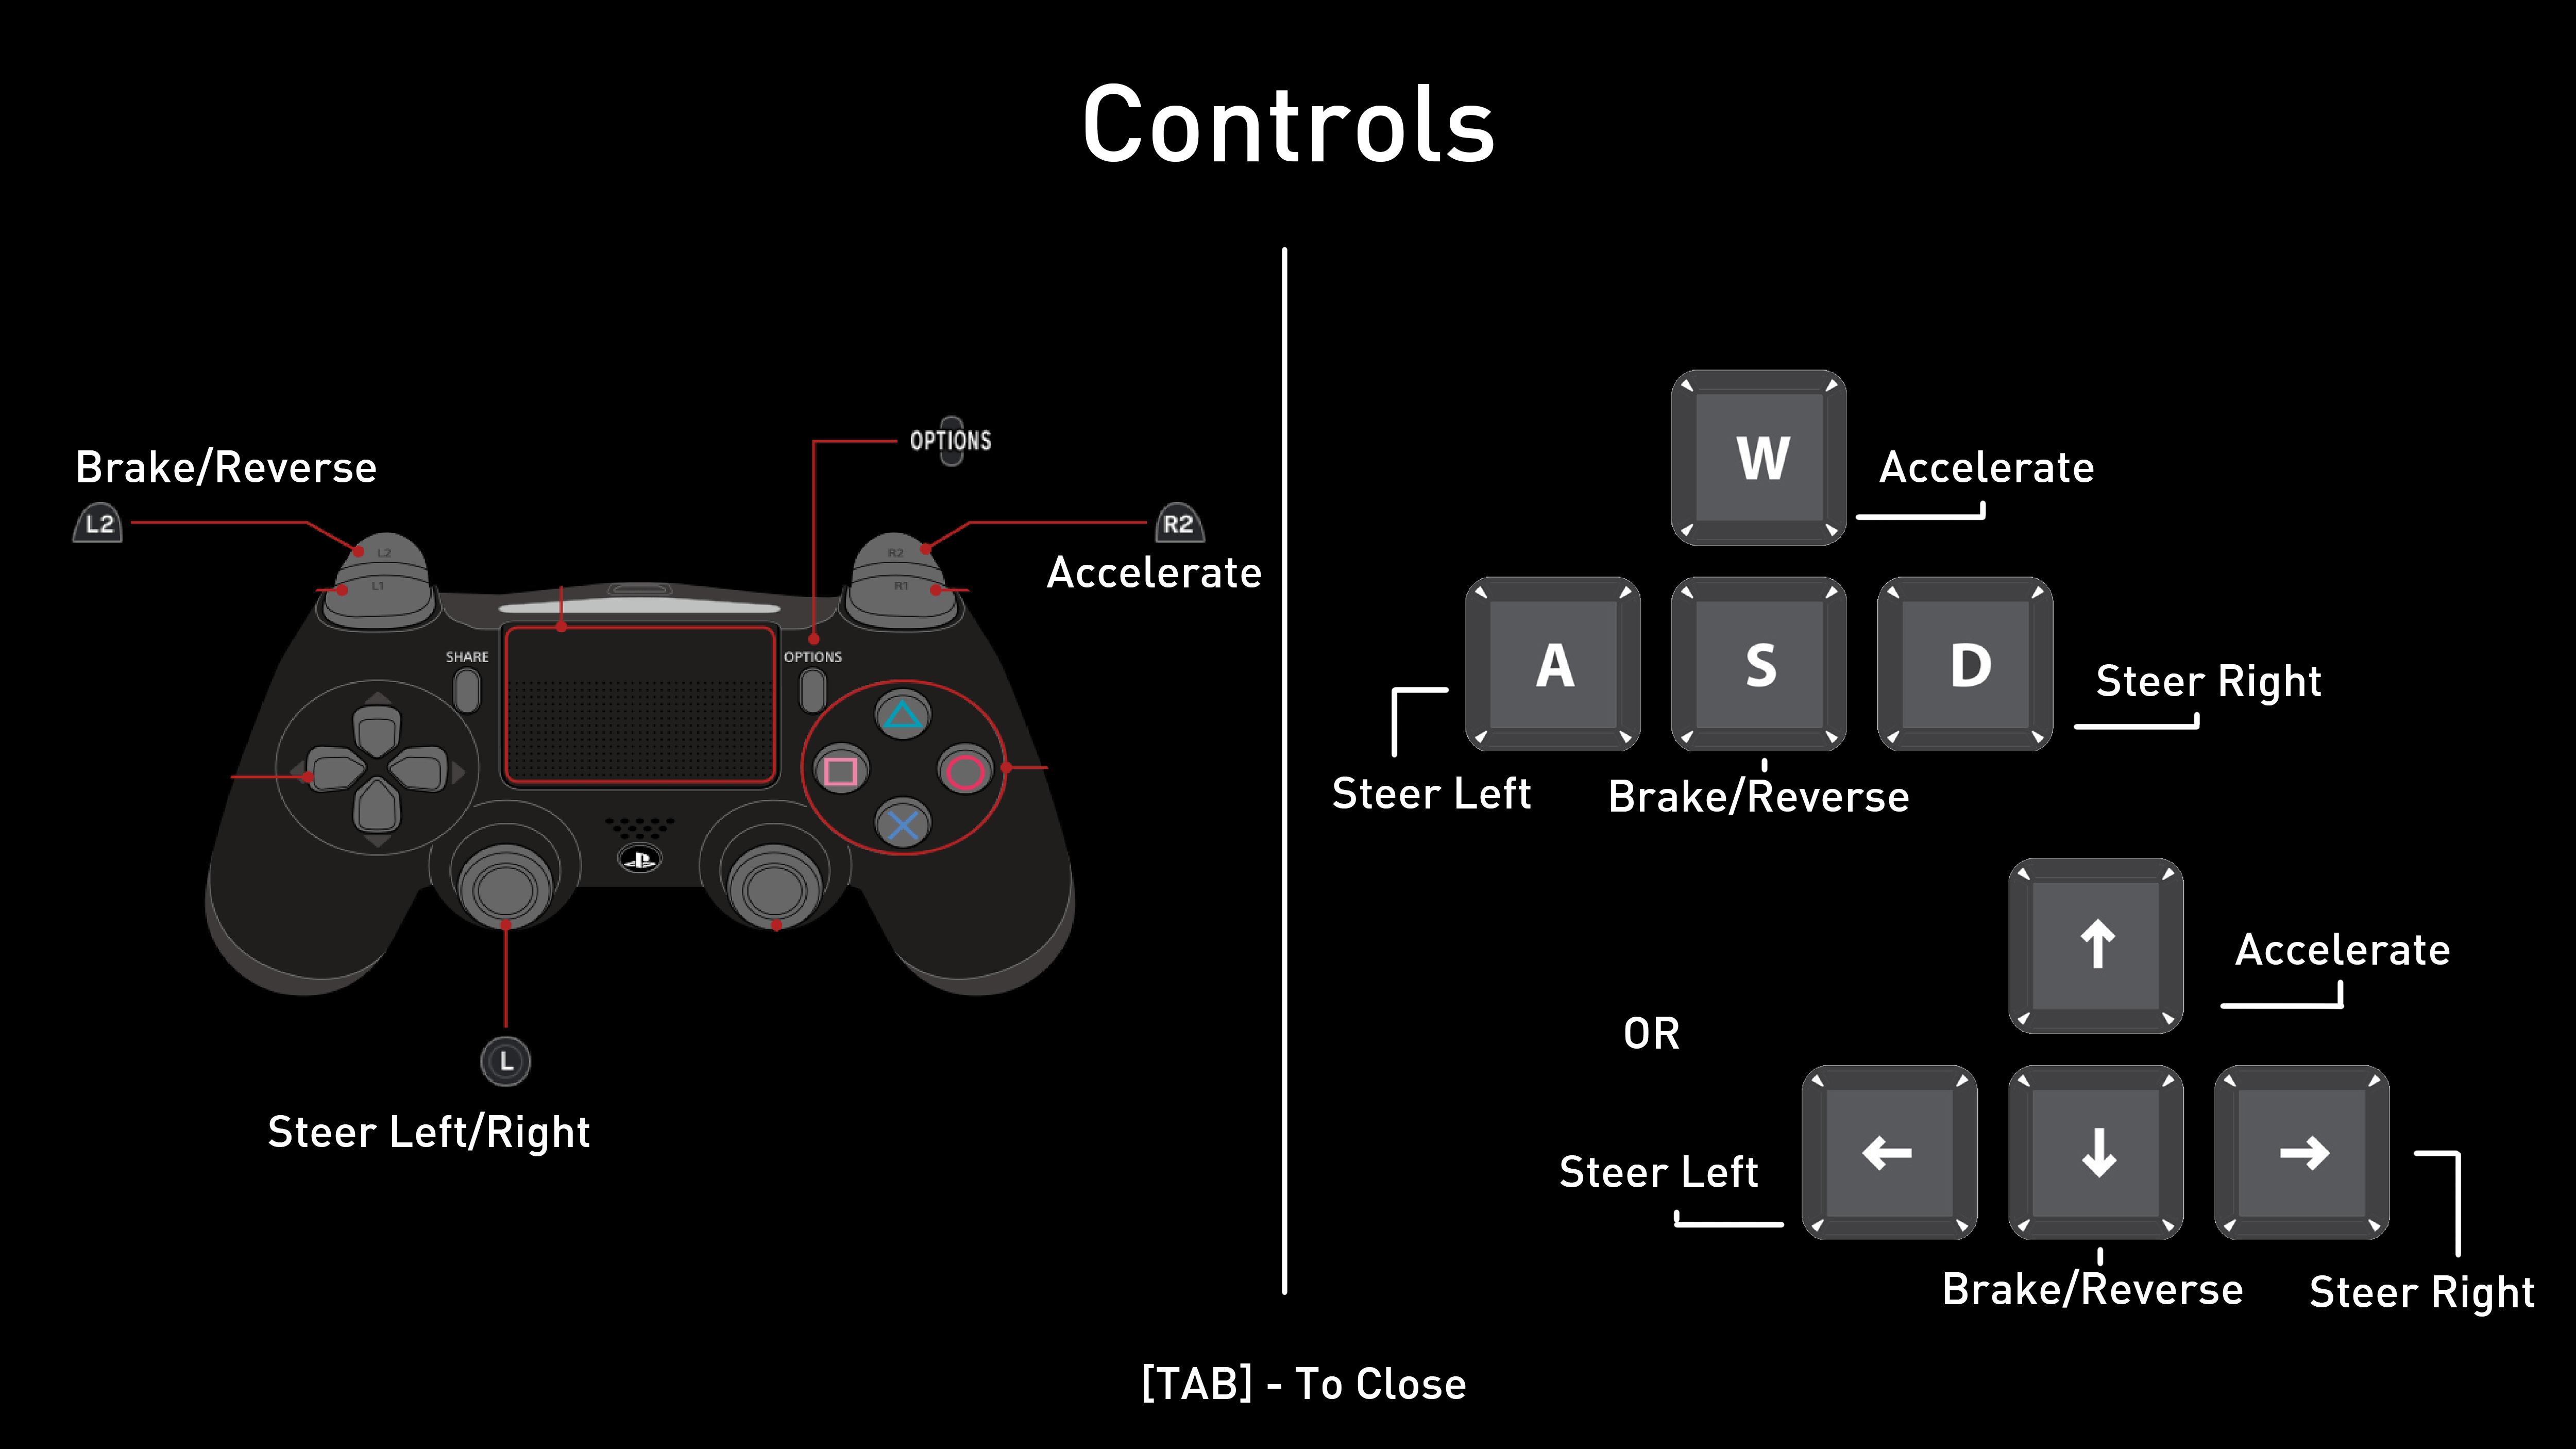 Controls
OPTIONS
Brake/Reverse
L2
R2
Accelerate
L2
L1
R2
R1
SHARE
OPTIONS
L
Steer Left/Right
W
Accelerate
A
S
D
Steer Right
Steer Left
Brake/Reverse
OR
↑
Accelerate
←
↓
→
Steer Left
Brake/Reverse
Steer Right
[TAB] - To Close